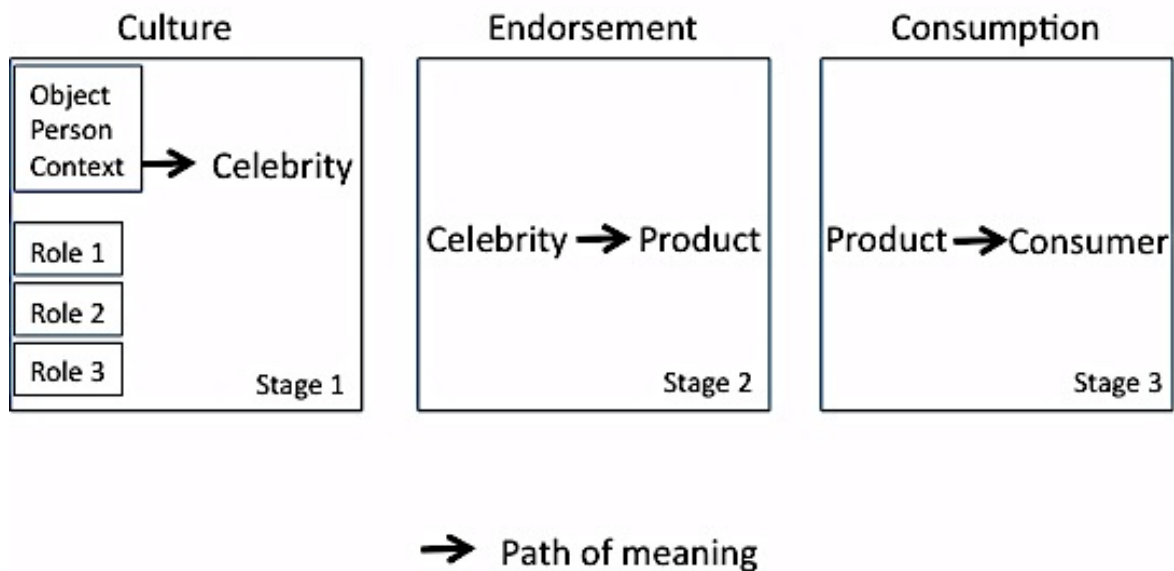 Culture
Endorsement
Consumption
Object
Person
Context
Celebrity
Role 1
Role 2
Role 3
Stage 1
Celebrity
Product
Stage 2
Product
Consumer
Stage 3
Path of meaning